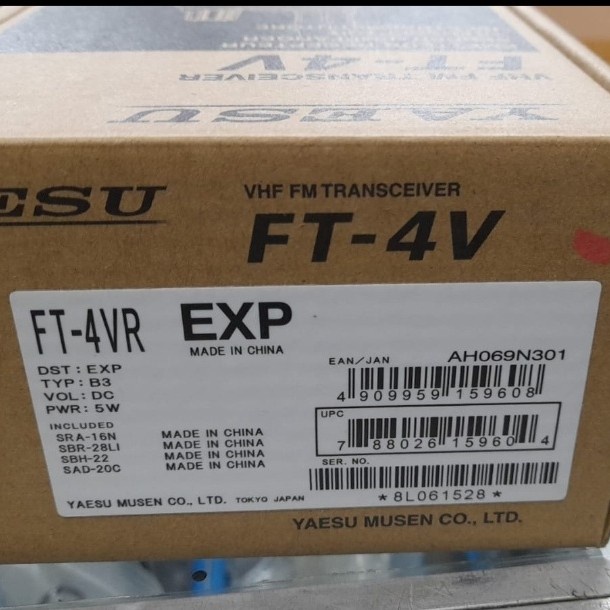 VHF FM TRANSCEIVER
FT-4V
YAESU
ESU
VHF FM TRANSCEIVER
FT-4V
FT-4VR EXP
MADE IN CHINA
DST : EXP
TYP : B3
VOL: DC
PWR: 5W
INCLUDED
SRA-16N MADE IN CHINA
SBR-28LI MADE IN CHINA
SBH-22 MADE IN CHINA
SAD-20C MADE IN CHINA
YAESU MUSEN CO., LTD. TOKYO JAPAN
EAN/JAN AH069N301
4 909959 159608
UPC
7 88026 15960 4
SER. NO.
*8L061528*
YAESU MUSEN CO., LTD.